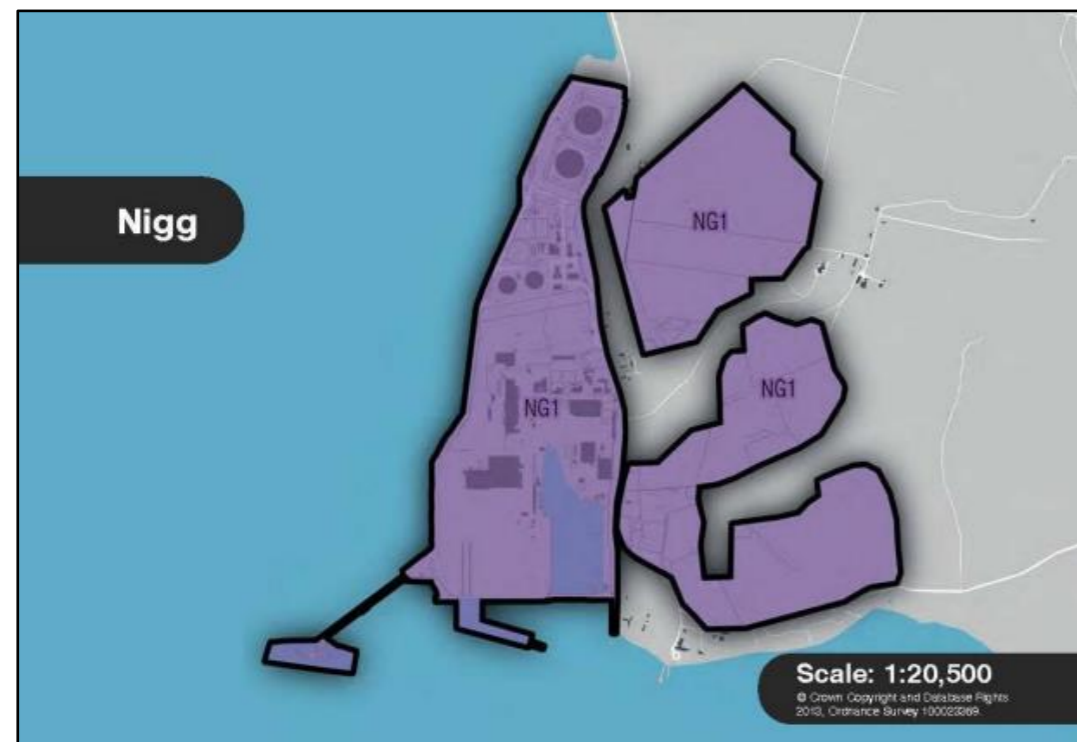 Nigg
NG1
NG1
NG1
Scale: 1:20,500
© Crown Copyright and Database Rights
2013, Ordnance Survey 100023369.